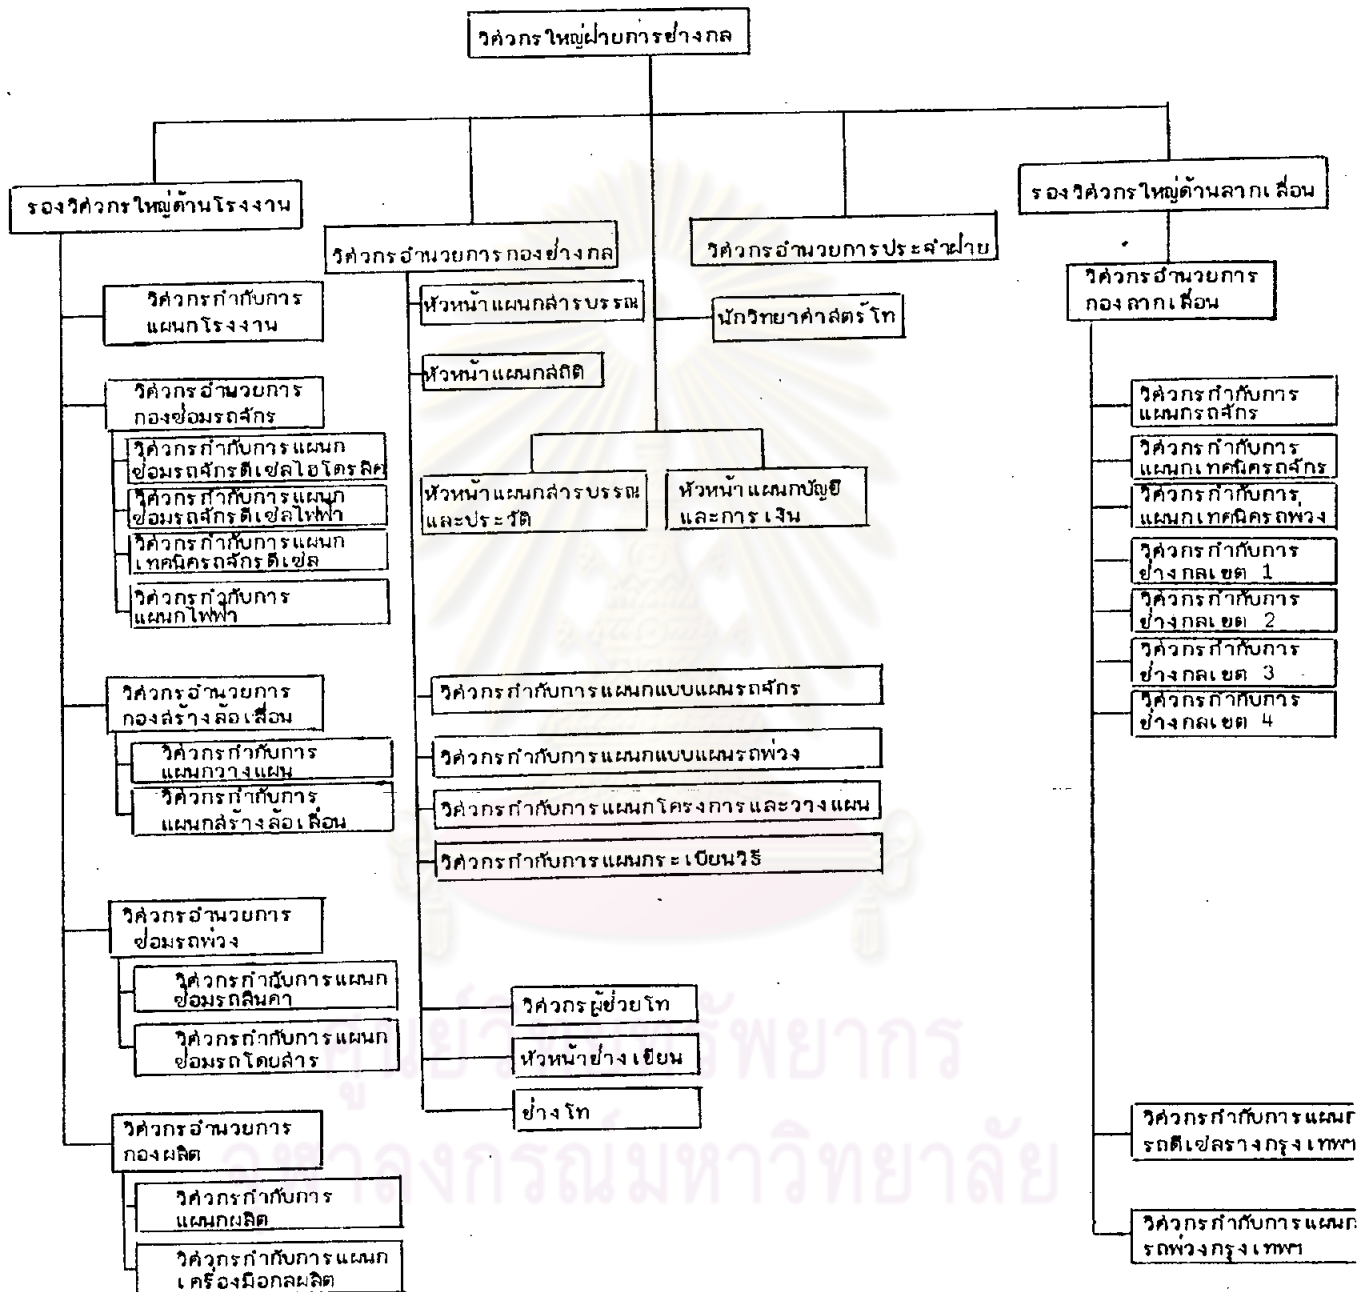 วิศวกรใหญ่ฝ่ายการช่างกล
รองวิศวกรใหญ่ด้านโรงงาน
วิศวกรกำกับการ
แผนกโรงงาน
วิศวกรอำนวยการ
กองซ่อมรถจักร
วิศวกรกำกับการแผนก
ซ่อมรถจักรดีเซลไฮโดรลิค
วิศวกรกำกับการแผนก
ซ่อมรถจักรดีเซลไฟฟ้า
วิศวกรกำกับการแผนก
เทคนิครถจักรดีเซล
วิศวกรกำกับการ
แผนกไฟฟ้า
วิศวกรอำนวยการ
กองสร้างล้อเลื่อน
วิศวกรกำกับการ
แผนกวางแผน
วิศวกรกำกับการ
แผนกสร้างล้อเลื่อน
วิศวกรอำนวยการ
ซ่อมรถพ่วง
วิศวกรกำกับการแผนก
ซ่อมรถสินค้า
วิศวกรกำกับการแผนก
ซ่อมรถโดยสาร
วิศวกรอำนวยการ
กองผลิต
วิศวกรกำกับการ
แผนกผลิต
วิศวกรกำกับการแผนก
เครื่องมือกลผลิต
วิศวกรอำนวยการกองช่างกล
หัวหน้าแผนกสารบรรณ
หัวหน้าแผนกสถิติ
วิศวกรกำกับการแผนกแบบแผนรถจักร
วิศวกรกำกับการแผนกแบบแผนรถพ่วง
วิศวกรกำกับการแผนกโครงการและวางแผน
วิศวกรกำกับการแผนกระเบียบวิธี
วิศวกรผู้ช่วยโท
หัวหน้าช่างเขียน
ช่างโท
นักวิทยาศาสตร์โท
หัวหน้าแผนกสารบรรณ
และประวัติ
หัวหน้าแผนกบัญชี
และการเงิน
วิศวกรอำนวยการประจำฝ่าย
รองวิศวกรใหญ่ด้านลากเลื่อน
วิศวกรอำนวยการ
กองลากเลื่อน
วิศวกรกำกับการ
แผนกรถจักร
วิศวกรกำกับการ
แผนกเทคนิครถจักร
วิศวกรกำกับการ
แผนกเทคนิครถพ่วง
วิศวกรกำกับการ
ช่างกลเขต 1
วิศวกรกำกับการ
ช่างกลเขต 2
วิศวกรกำกับการ
ช่างกลเขต 3
วิศวกรกำกับการ
ช่างกลเขต 4
วิศวกรกำกับการแผนก
รถดีเซลรางกรุงเทพฯ
วิศวกรกำกับการแผนก
รถพ่วงกรุงเทพฯ
ศูนย์วิทยทรัพยากร
จุฬาลงกรณ์มหาวิทยาลัย